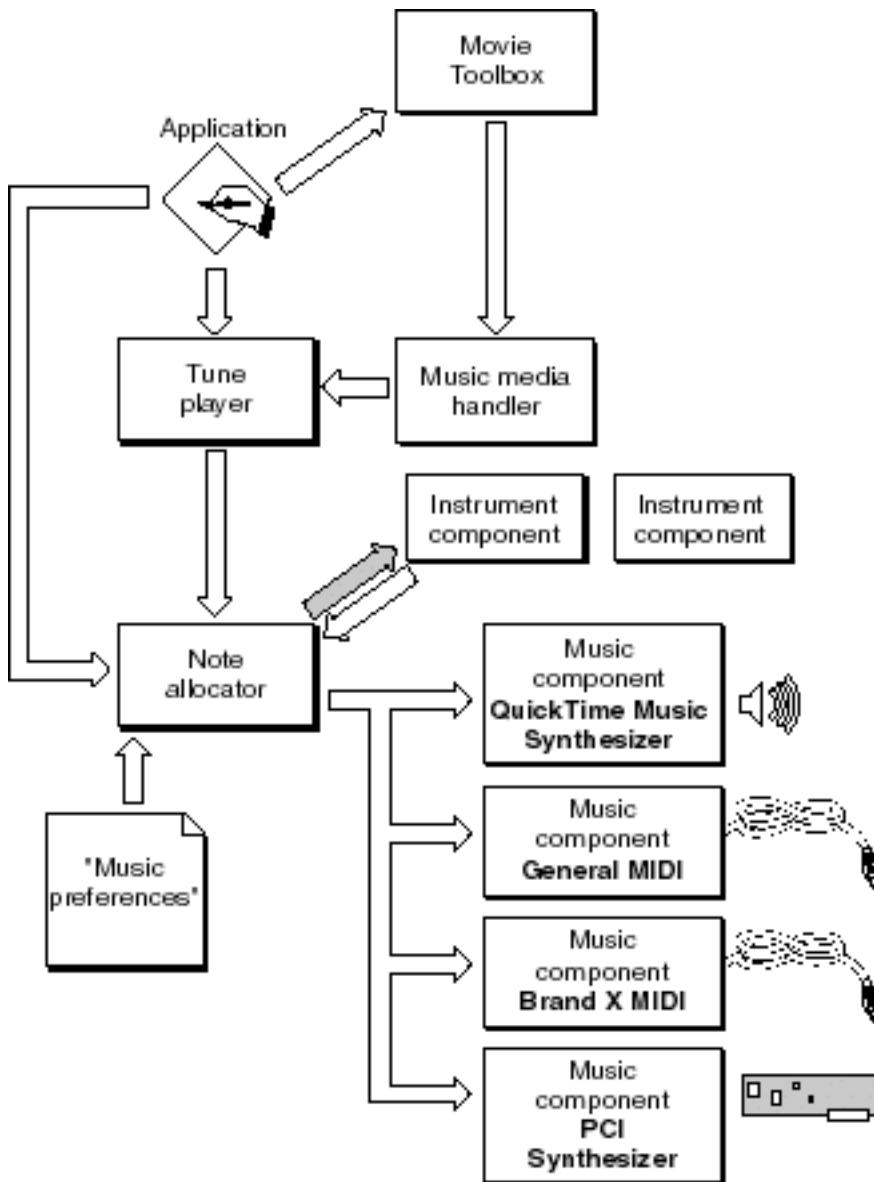 Movie
Toolbox
Application
Tune
player
Music media
handler
Instrument
component
Instrument
component
Note
allocator
Music
component
QuickTime Music
Synthesizer
"Music
preferences"
Music
component
General MIDI
Music
component
Brand X MIDI
Music
component
PCI
Synthesizer